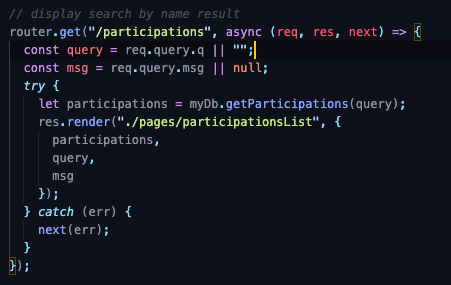 // display search by name result
router.get("/participations", async (req, res, next) => {
  const query = req.query.q || "";
  const msg = req.query.msg || null;
  try {
    let participations = myDb.getParticipations(query);
    res.render("./pages/participationsList", {
      participations,
      query,
      msg
    });
  } catch (err) {
    next(err);
  }
});